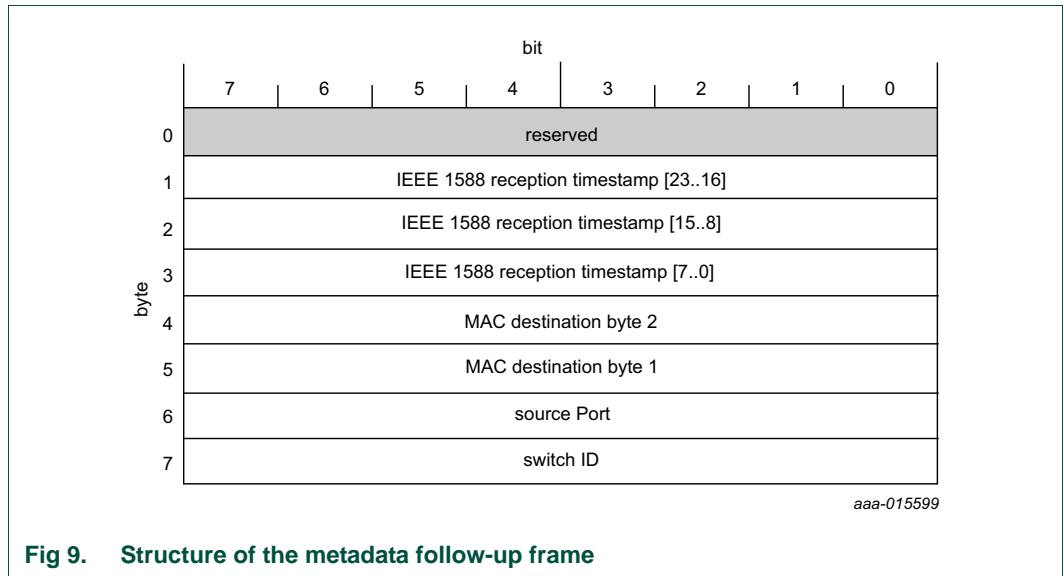 bit
7 6 5 4 3 2 1 0
0 reserved
1 IEEE 1588 reception timestamp [23..16]
2 IEEE 1588 reception timestamp [15..8]
3 IEEE 1588 reception timestamp [7..0]
byte
4 MAC destination byte 2
5 MAC destination byte 1
6 source Port
7 switch ID
aaa-015599
Fig 9. Structure of the metadata follow-up frame